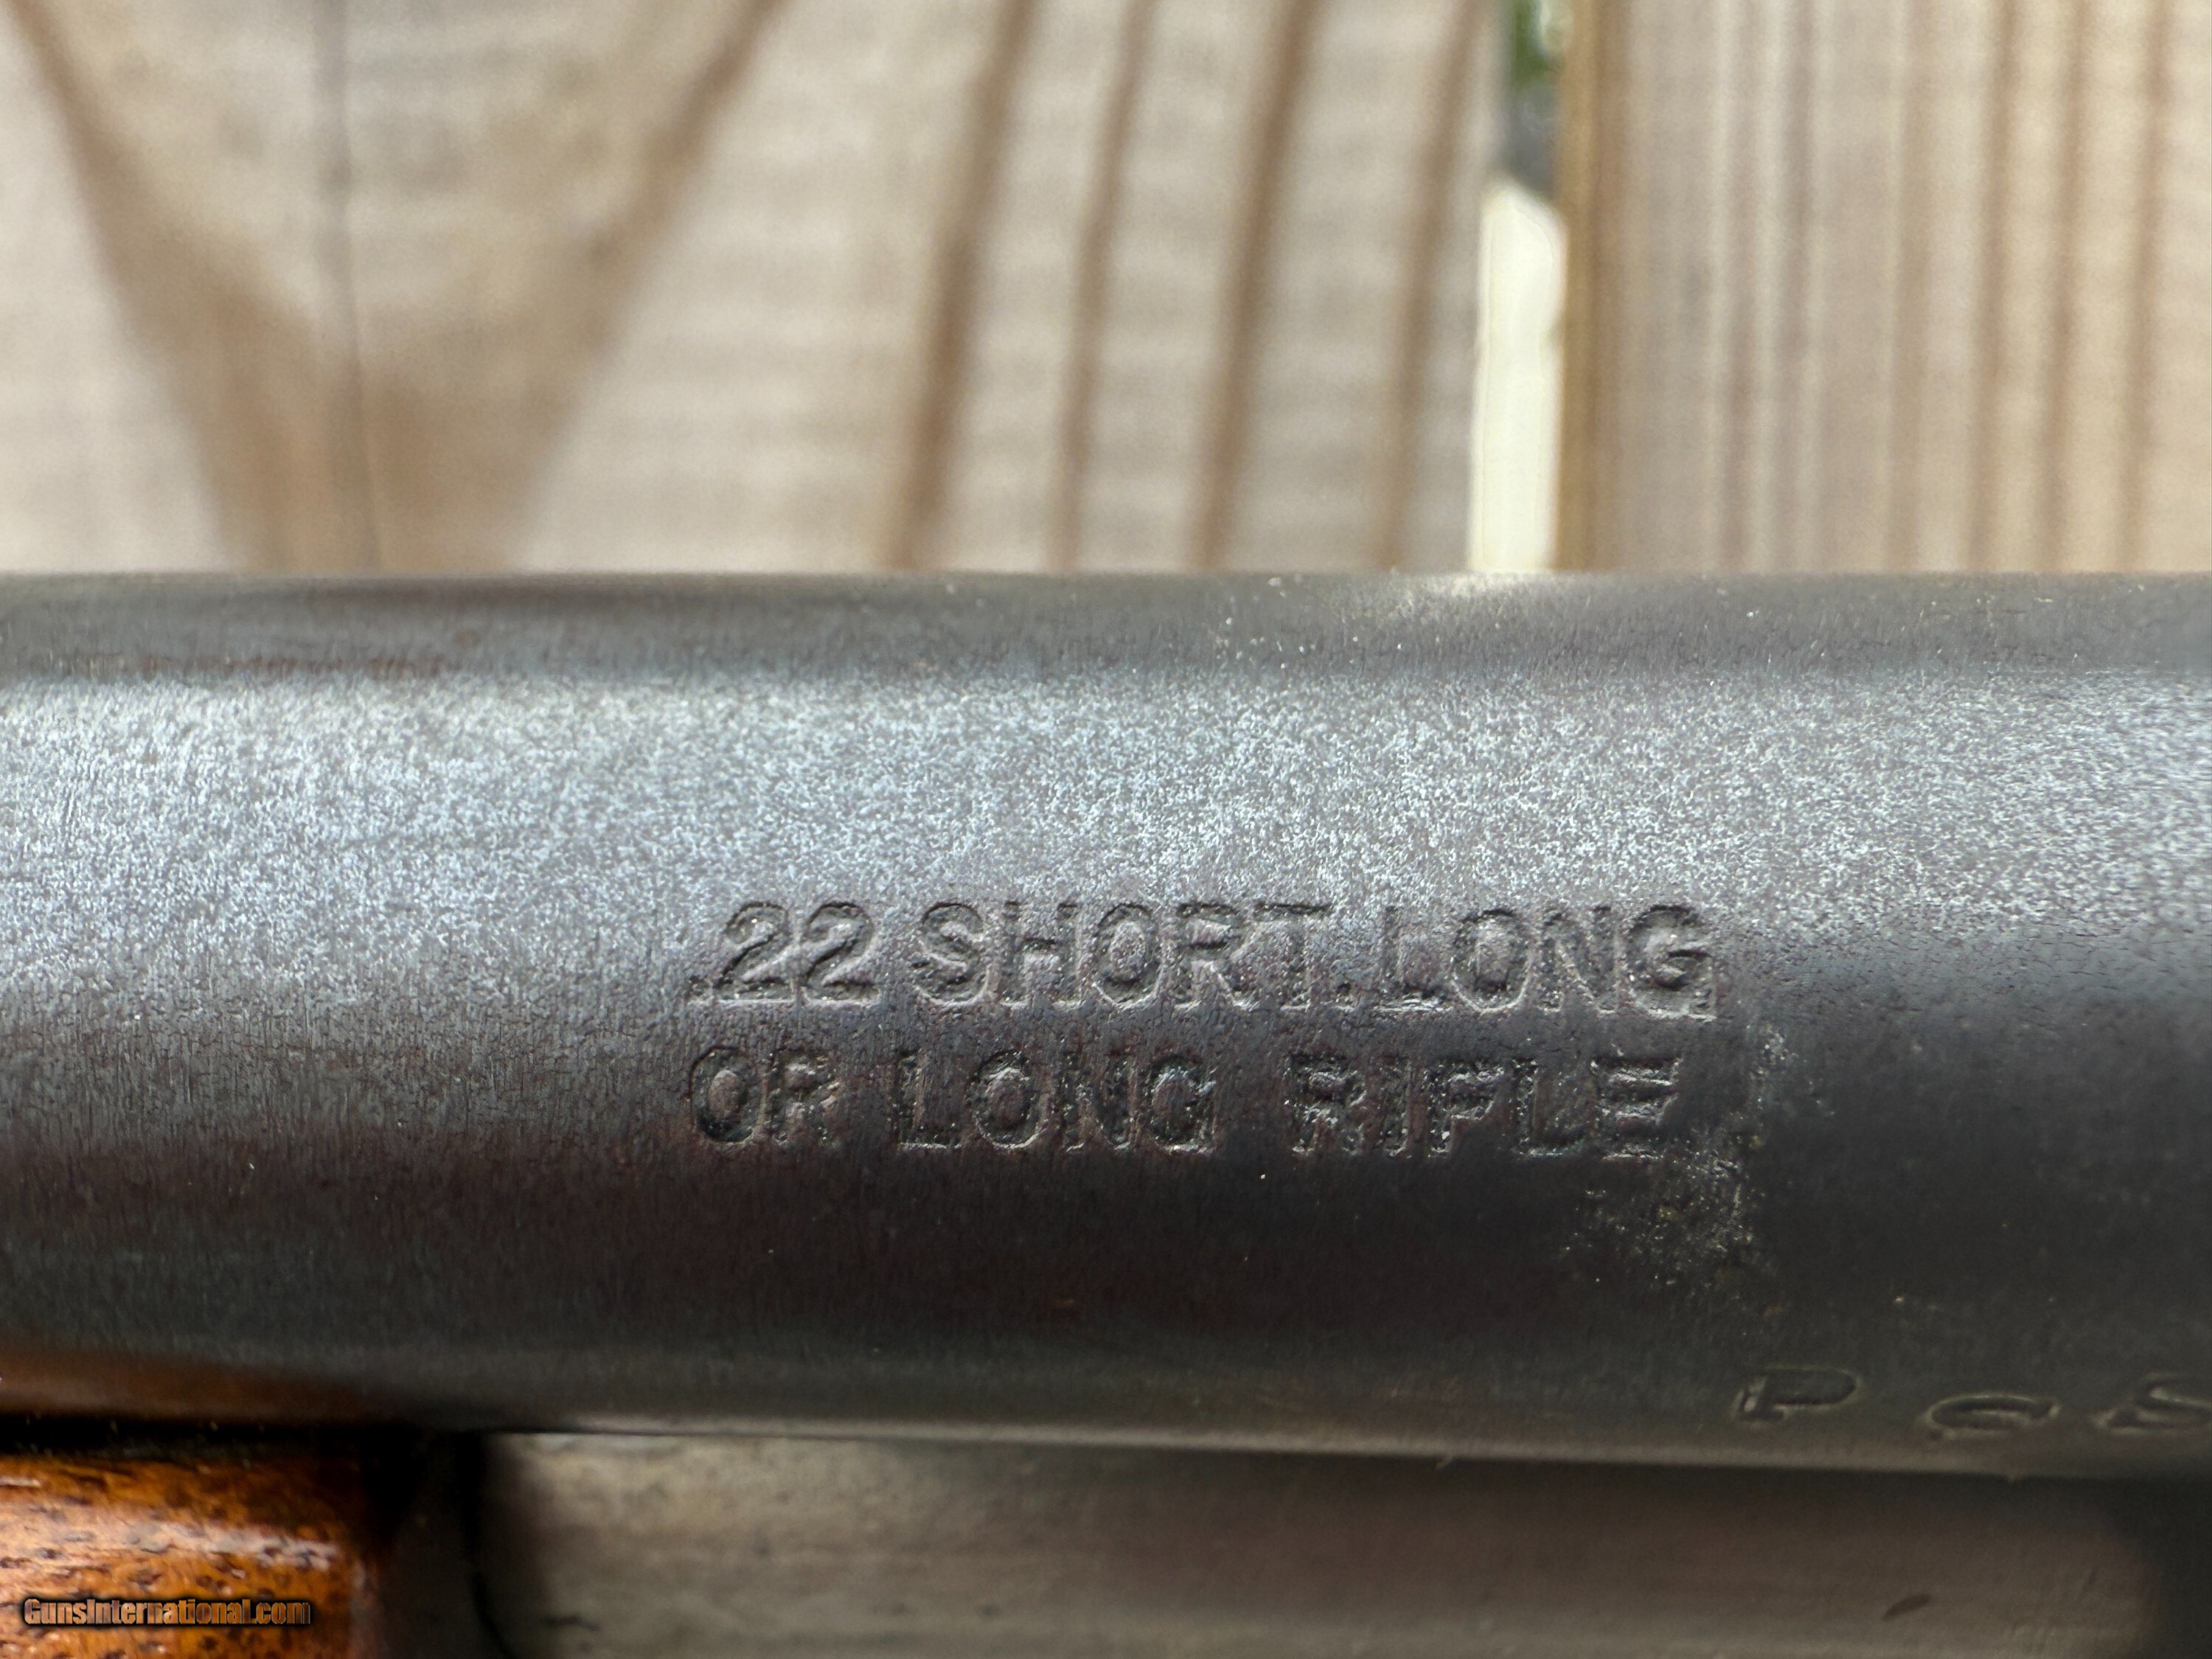 .22 SHORT.LONG
OR LONG RIFLE
GunsInternational.com